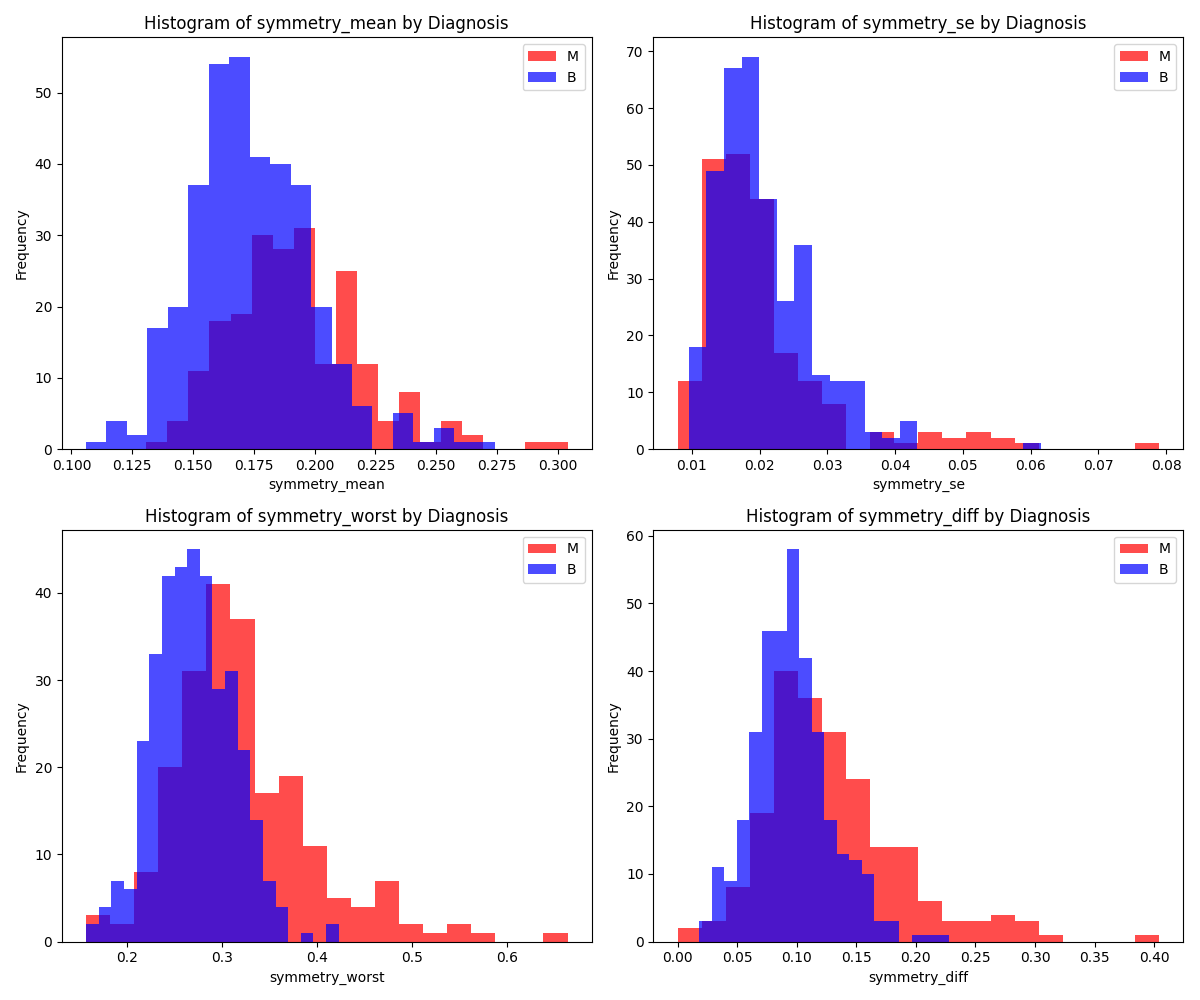 Histogram of symmetry_mean by Diagnosis
M
B
Frequency
50
40
30
20
10
0
0.100 0.125 0.150 0.175 0.200 0.225 0.250 0.275 0.300
symmetry_mean
Histogram of symmetry_se by Diagnosis
M
B
Frequency
70
60
50
40
30
20
10
0
0.01 0.02 0.03 0.04 0.05 0.06 0.07 0.08
symmetry_se
Histogram of symmetry_worst by Diagnosis
M
B
Frequency
40
30
20
10
0
0.2 0.3 0.4 0.5 0.6
symmetry_worst
Histogram of symmetry_diff by Diagnosis
M
B
Frequency
60
50
40
30
20
10
0
0.00 0.05 0.10 0.15 0.20 0.25 0.30 0.35 0.40
symmetry_diff